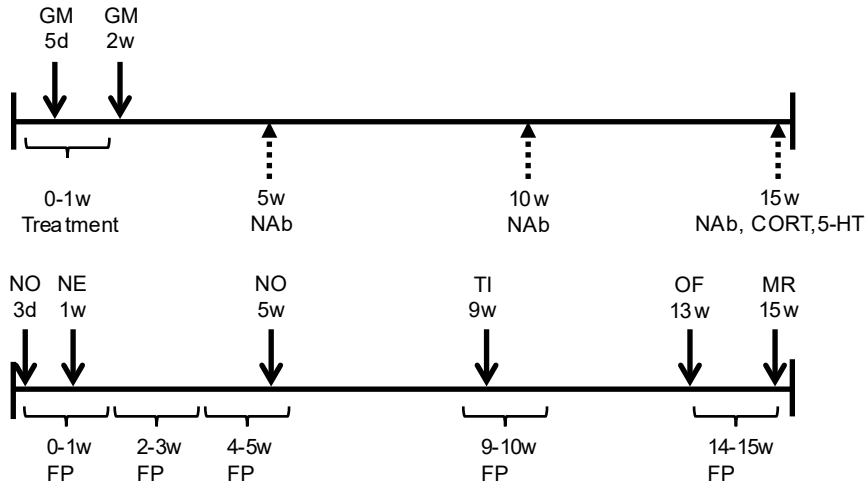 GM GM
5d 2w
0-1w 5w 10w 15w
Treatment NAb NAb NAb, CORT,5-HT
NO NE NO TI OF MR
3d 1w 5w 9w 13w 15w
0-1w 2-3w 4-5w 9-10w 14-15w
FP FP FP FP FP